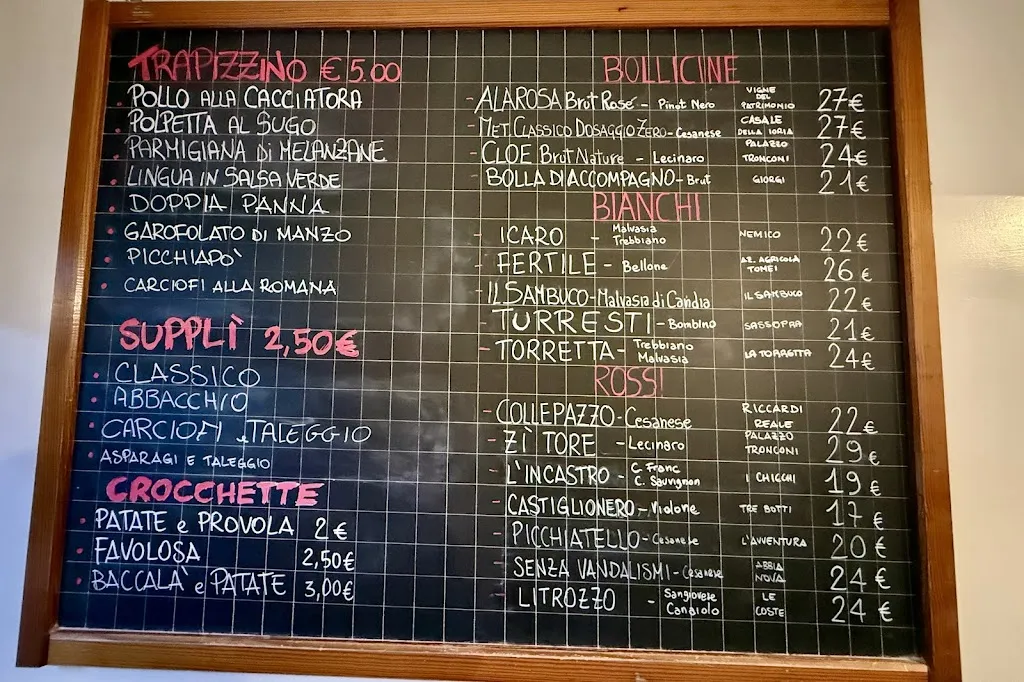 TRAPIZZINO € 5.00
POLLO ALLA CACCIATORA
POLPETTA AL SUGO
PARMIGIANA Di MELANZANE
LINGUA IN SALSA VERDE
DOPPIA PANNA
GAROFOLATO DI MANZO
PICCHIAPO'
CARCIOFI ALLA ROMANA
SUPPLÌ 2,50€
CLASSICO
ABBACCHIO
CARCIOFI e TALEGGIO
ASPARAGI E TALEGGIO
CROCCHETTE
PATATE e PROVOLA 2€
FAVOLOSA 2,50€
BACCALA' e PATATE 3,00€
BOLLICINE
- ALAROSA Brut Rosé - Pinot Nero VIGNE DEL PATRIMONIO 27€
- MET. CLASSICO DOSAGGIO ZERO - Cesanese CASALE DELLA IORIA 27€
- CLOE Brut Nature - Lecinaro PALAZZO TRONCONI 24€
- BOLLA DI ACCOMPAGNO - Brut GIORGI 21€
BIANCHI
- ICARO - Malvasia Trebbiano NEMICO 22€
- FERTILE - Bellone AZ. AGRICOLA TOMEI 26€
- IL SAMBUCO - Malvasia di Candia IL SAMBUCO 22€
- TURRESTI - Bombino SASSOPRA 21€
- TORRETTA - Trebbiano Malvasia LA TORRETTA 24€
ROSSI
- COLLEPAZZO - Cesanese RICCARDI REALE 22€
- ZÌ TORE - Lecinaro PALAZZO TRONCONI 29€
- L'INCASTRO - C. Franc C. Sauvignon I CHICCHI 19€
- CASTIGLIONERO - Violone TRE BOTTI 17€
- PICCHIATELLO - Cesanese L'AVVENTURA 20€
- SENZA VANDALISMI - Cesanese ABBIA NOVA 24€
- LITROZZO - Sangiovese Canaiolo LE COSTE 24€